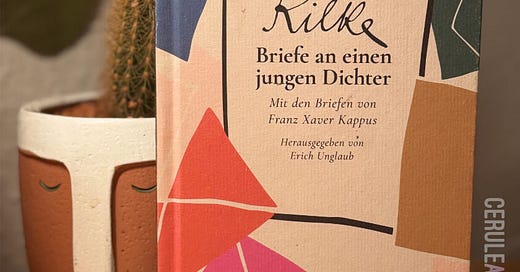 Rilke
Briefe an einen
jungen Dichter
Mit den Briefen von
Franz Xaver Kappus
Herausgegeben von
Erich Unglaub
CERULEA